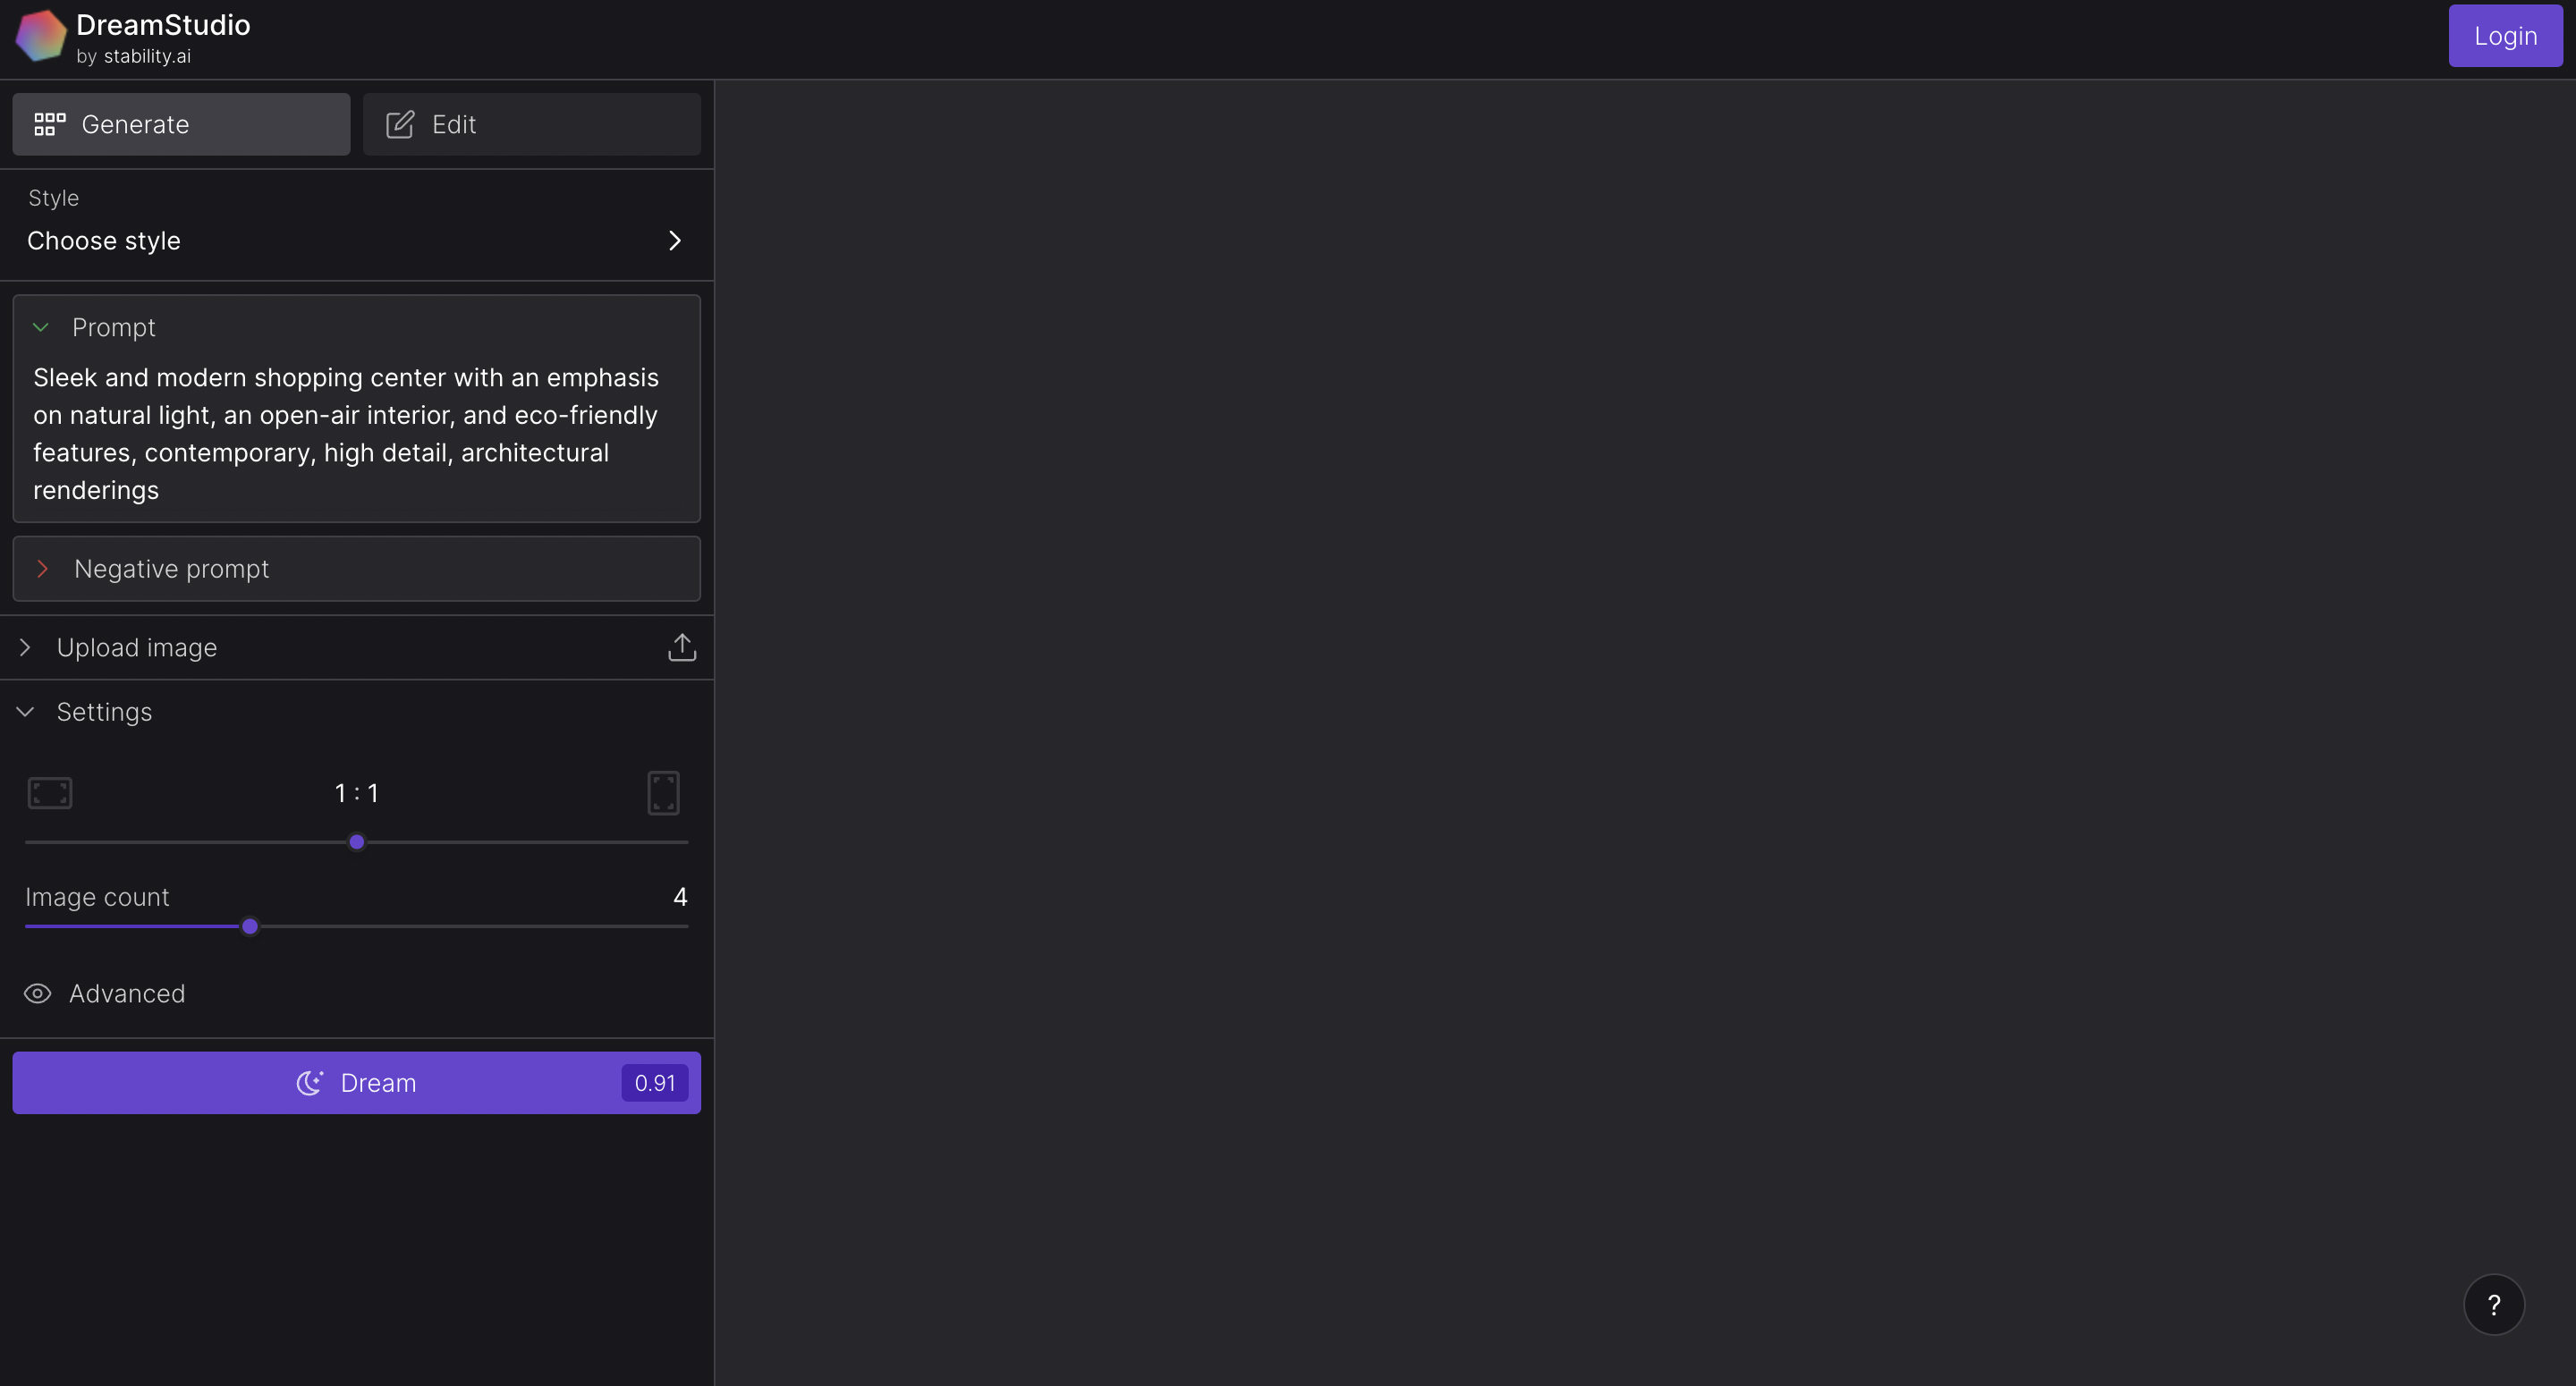 DreamStudio
by stability.ai
Login
Generate
Edit
Style
Choose style
Prompt
Sleek and modern shopping center with an emphasis
on natural light, an open-air interior, and eco-friendly
features, contemporary, high detail, architectural
renderings
Negative prompt
Upload image
Settings
1 : 1
Image count
4
Advanced
Dream
0.91
?